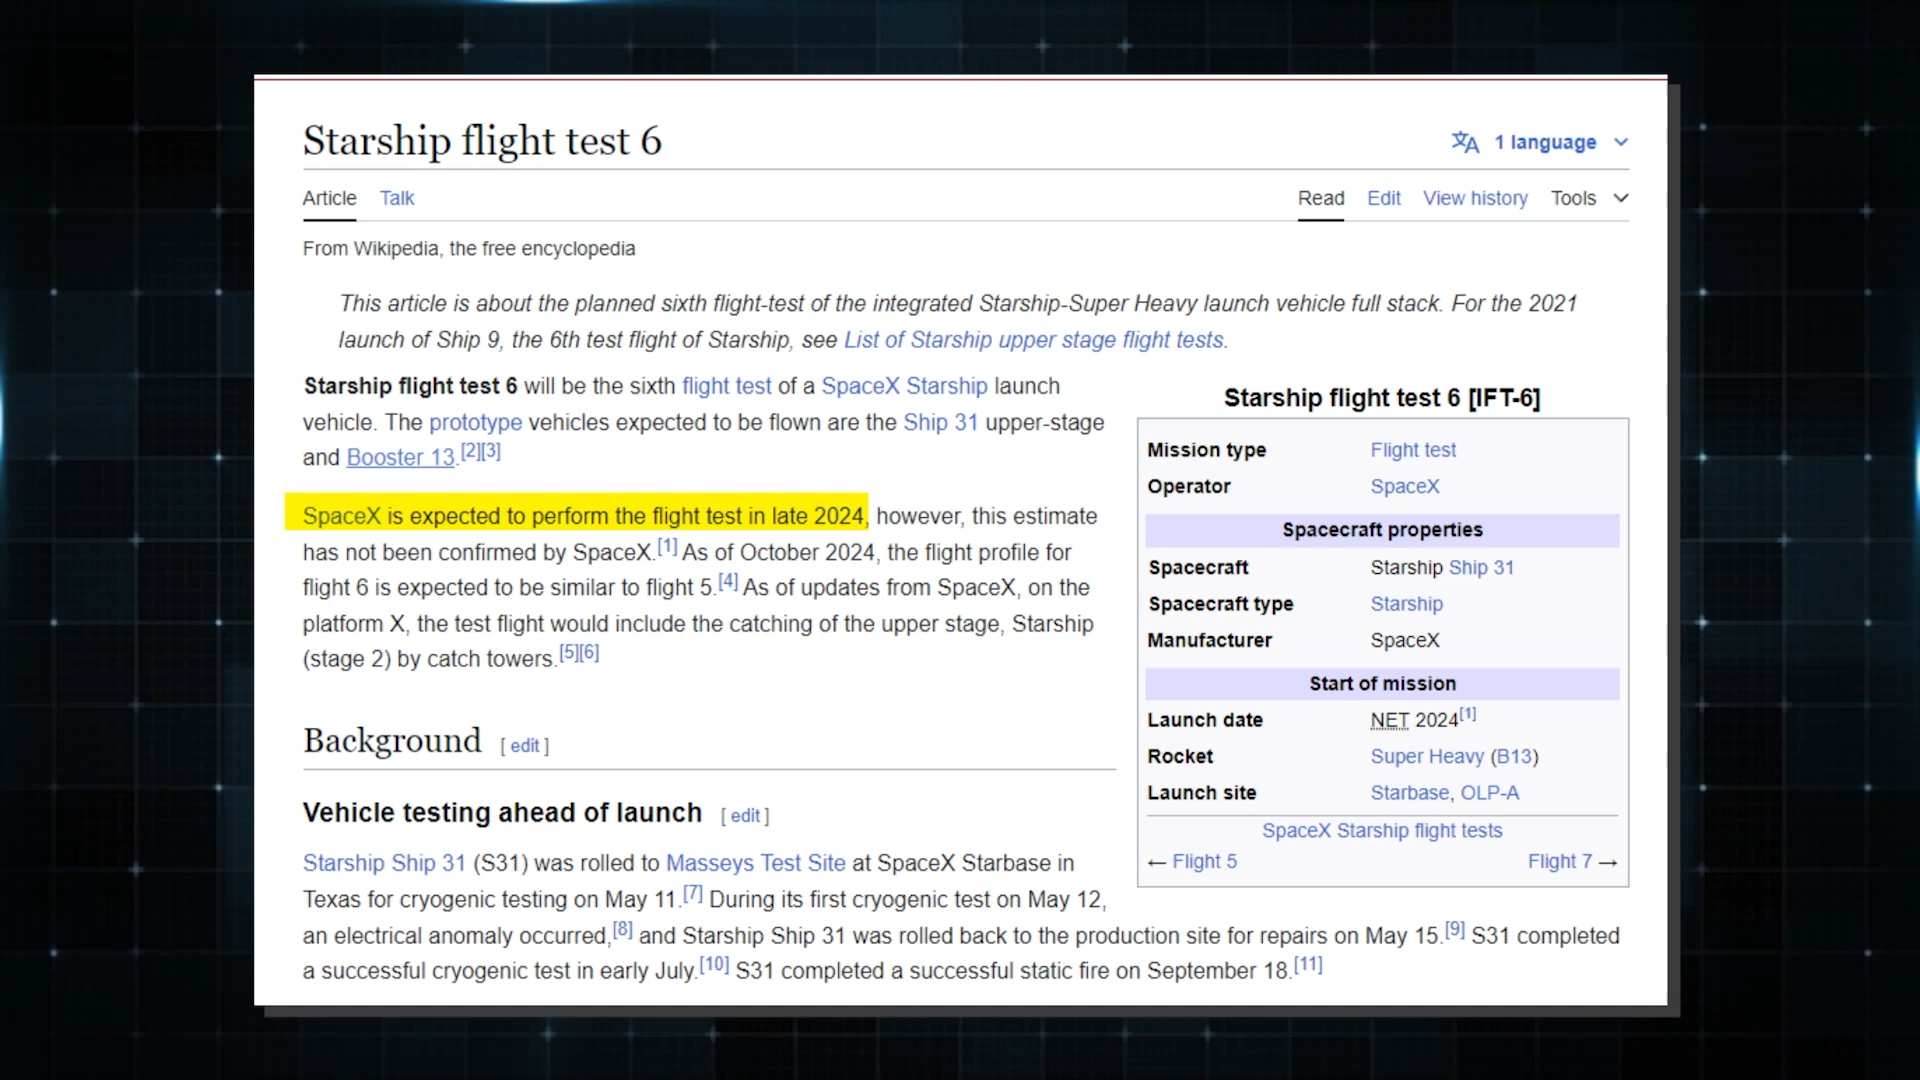 Starship flight test 6
1 language
Article Talk
Read Edit View history Tools
From Wikipedia, the free encyclopedia
This article is about the planned sixth flight-test of the integrated Starship-Super Heavy launch vehicle full stack. For the 2021
launch of Ship 9, the 6th test flight of Starship, see List of Starship upper stage flight tests.
Starship flight test 6 will be the sixth flight test of a SpaceX Starship launch
vehicle. The prototype vehicles expected to be flown are the Ship 31 upper-stage
and Booster 13.[2][3]
SpaceX is expected to perform the flight test in late 2024, however, this estimate
has not been confirmed by SpaceX.[1] As of October 2024, the flight profile for
flight 6 is expected to be similar to flight 5.[4] As of updates from SpaceX, on the
platform X, the test flight would include the catching of the upper stage, Starship
(stage 2) by catch towers.[5][6]
Starship flight test 6 [IFT-6]
Mission type Flight test
Operator SpaceX
Spacecraft properties
Spacecraft Starship Ship 31
Spacecraft type Starship
Manufacturer SpaceX
Start of mission
Launch date NET 2024[1]
Rocket Super Heavy (B13)
Launch site Starbase, OLP-A
SpaceX Starship flight tests
← Flight 5 Flight 7 →
Background [ edit ]
Vehicle testing ahead of launch [ edit ]
Starship Ship 31 (S31) was rolled to Masseys Test Site at SpaceX Starbase in
Texas for cryogenic testing on May 11.[7] During its first cryogenic test on May 12,
an electrical anomaly occurred,[8] and Starship Ship 31 was rolled back to the production site for repairs on May 15.[9] S31 completed
a successful cryogenic test in early July.[10] S31 completed a successful static fire on September 18.[11]